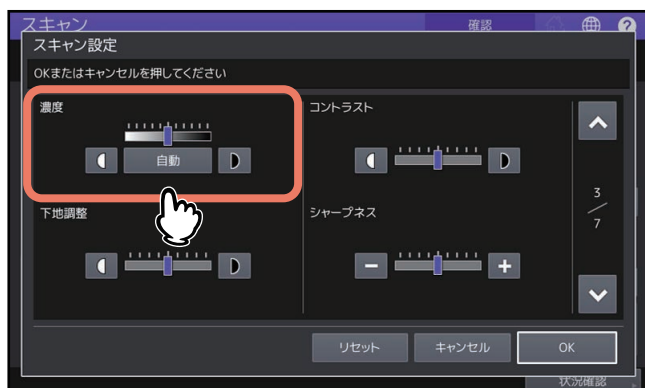 スキャン
確認
?
スキャン設定
OKまたはキャンセルを押してください
濃度
自動
コントラスト
下地調整
シャープネス
3
7
リセット
キャンセル
OK
状況確認